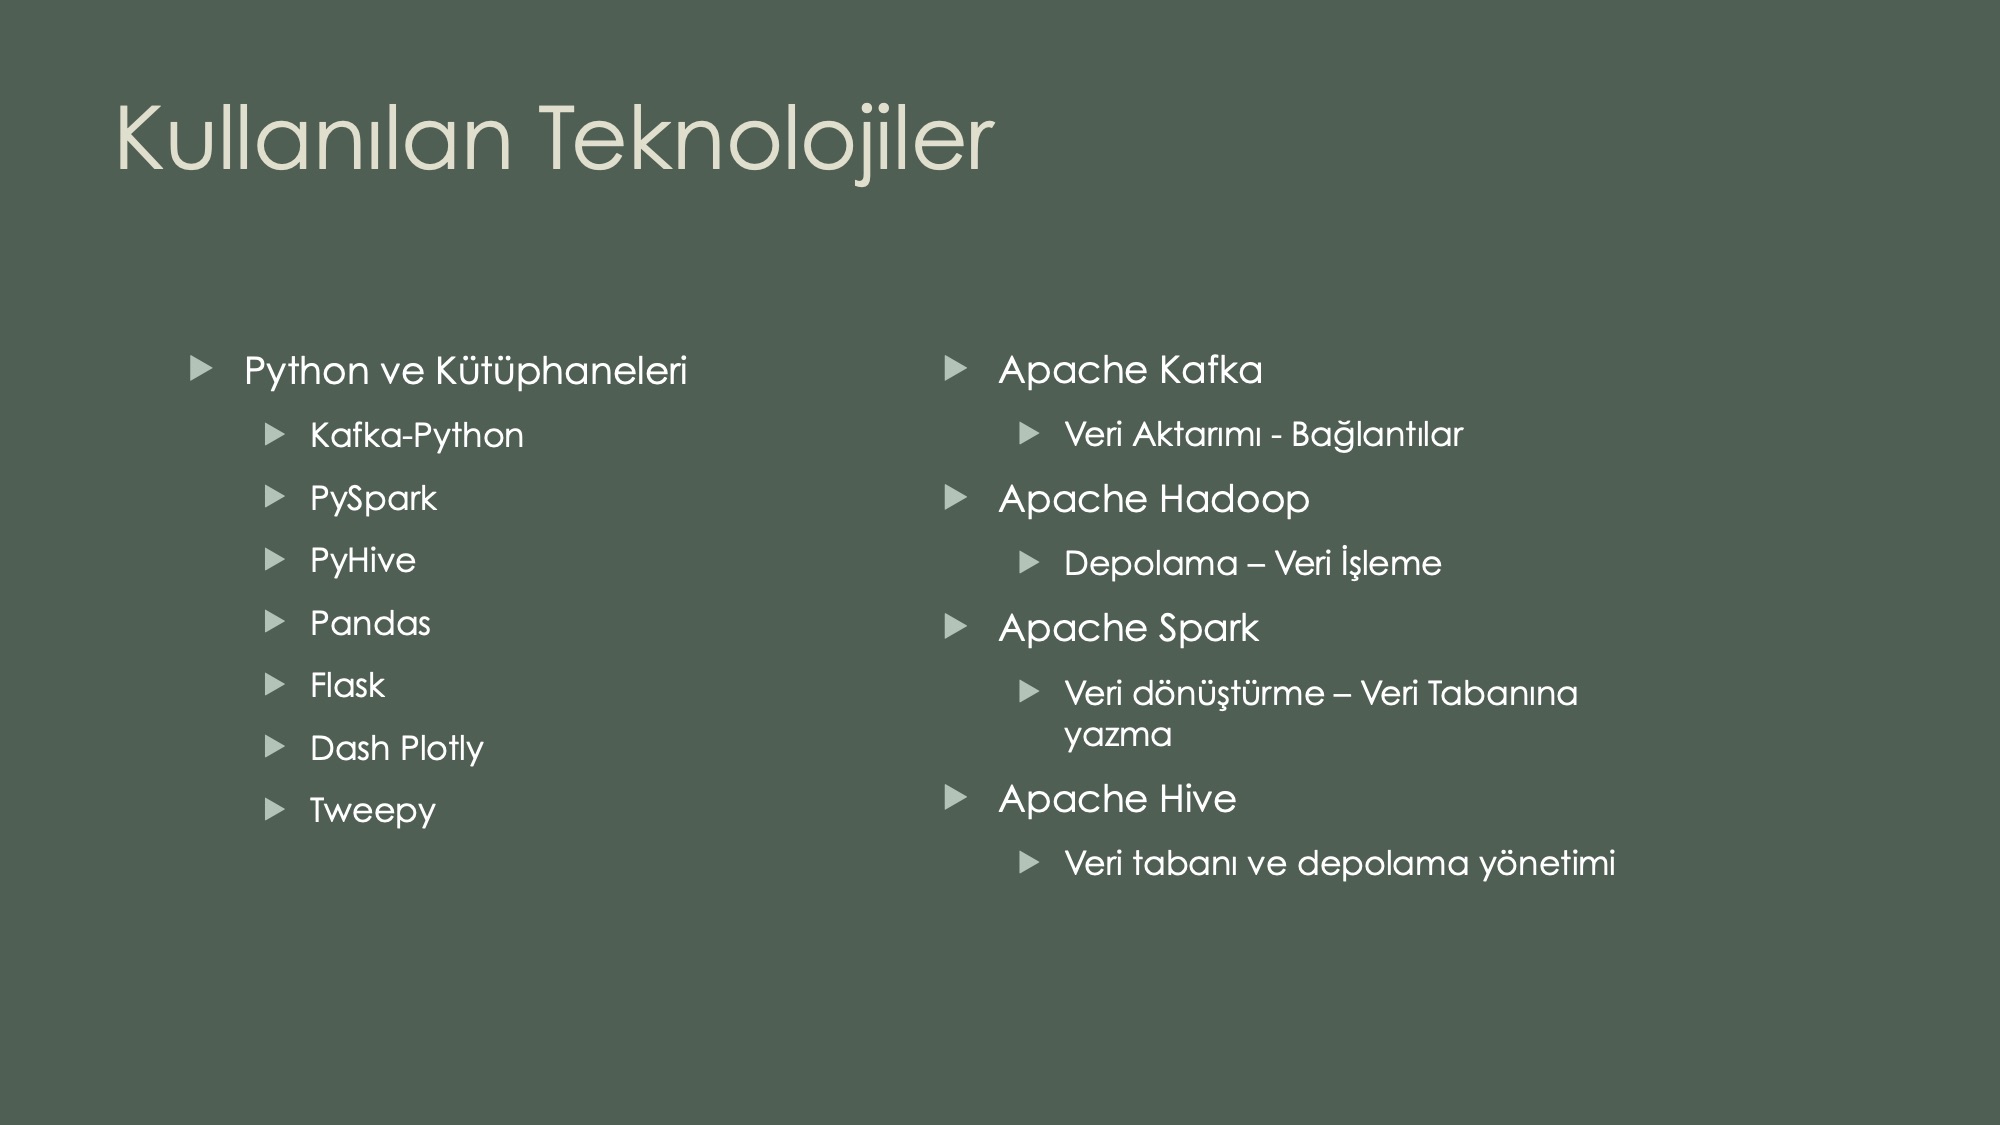 Kullanılan Teknolojiler
Python ve Kütüphaneleri
Kafka-Python
PySpark
PyHive
Pandas
Flask
Dash Plotly
Tweepy
Apache Kafka
Veri Aktarımı - Bağlantılar
Apache Hadoop
Depolama – Veri İşleme
Apache Spark
Veri dönüştürme – Veri Tabanına
yazma
Apache Hive
Veri tabanı ve depolama yönetimi